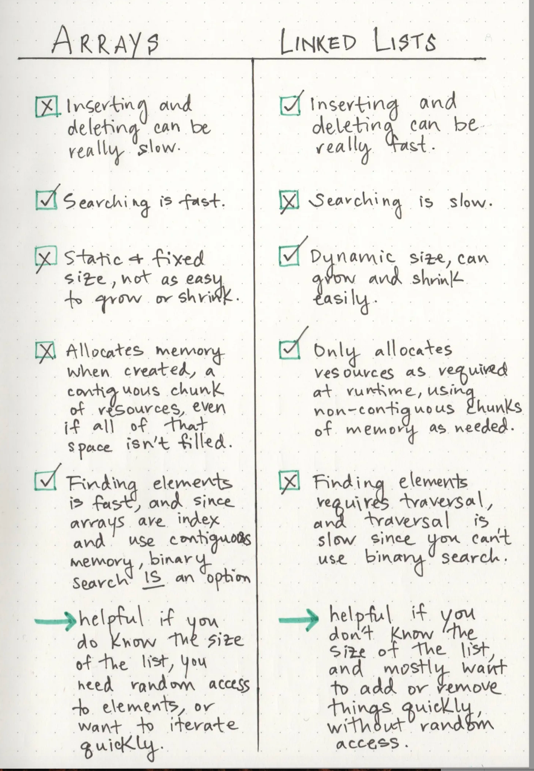 ARRAYS
Inserting and
deleting can be
really slow.
Searching is fast.
Static & fixed
size, not as easy
to grow or shrink.
Allocates memory
when created, a
contiguous chunk
of resources, even
if all of that
space isn't filled.
Finding elements
is fast, and since
arrays are index
and use contiguous
memory, binary
search IS an option
helpful if you
do know the size
of the list, you
need random access
to elements, or
want to iterate
quickly.
LINKED LISTS
Inserting and
deleting can be
really fast.
Searching is slow.
Dynamic size, can
grow and shrink
easily.
Only allocates
resources as required
at runtime, using
non-contiguous chunks
of memory as needed.
Finding elements
requires traversal,
and traversal is
slow since you can't
use binary search.
helpful if you
don't know the
size of the list,
and mostly want
to add or remove
things quickly,
without random
access.